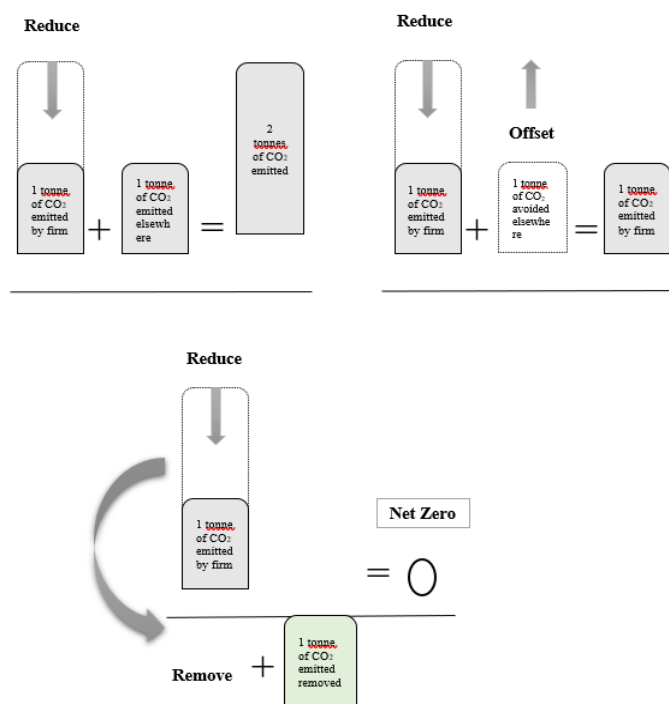 Reduce
1 tonne
of CO₂
emitted
by firm
+
1 tonne
of CO₂
emitted
elsewh
ere
=
2
tonnes
of CO₂
emitted
Reduce
Offset
1 tonne
of CO₂
emitted
by firm
+
1 tonne
of CO₂
avoided
elsewhe
re
=
1 tonne
of CO₂
emitted
by firm
Reduce
1 tonne
of CO₂
emitted
by firm
Net Zero
= 0
Remove +
1 tonne
of CO₂
emitted
removed